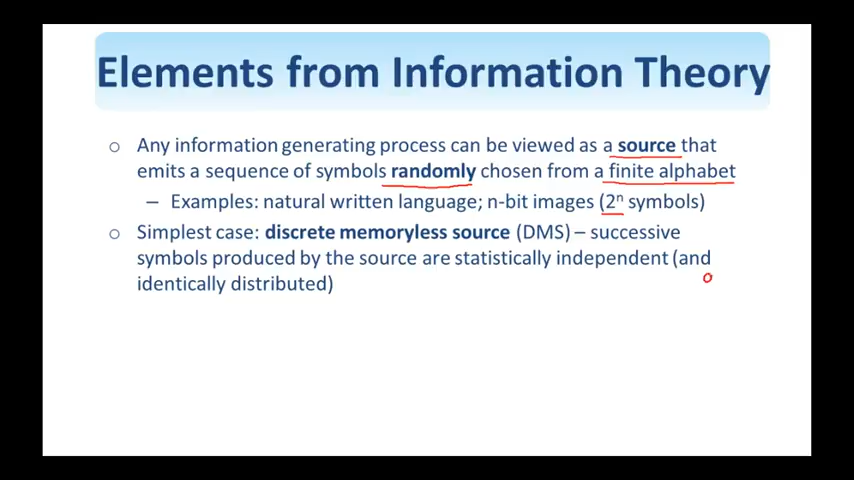 Elements from Information Theory
○ Any information generating process can be viewed as a source that
emits a sequence of symbols randomly chosen from a finite alphabet
– Examples: natural written language; n-bit images (2ⁿ symbols)
○ Simplest case: discrete memoryless source (DMS) – successive
symbols produced by the source are statistically independent (and
identically distributed)